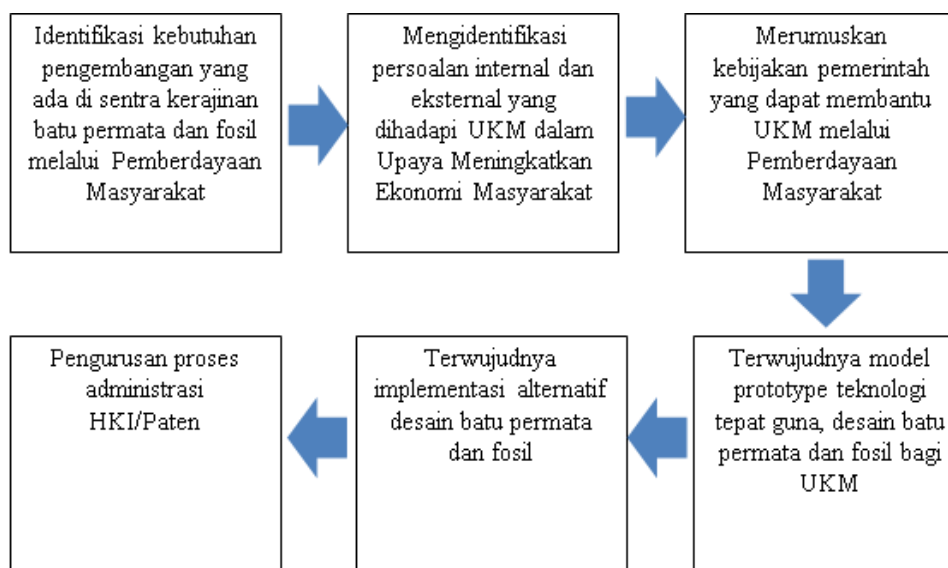 Identifikasi kebutuhan
pengembangan yang
ada di sentra kerajinan
batu permata dan fosil
melalui Pemberdayaan
Masyarakat
Mengidentifikasi
persoalan internal dan
eksternal yang
dihadapi UKM dalam
Upaya Meningkatkan
Ekonomi Masyarakat
Merumuskan
kebijakan pemerintah
yang dapat membantu
UKM melalui
Pemberdayaan
Masyarakat
Terwujudnya model
prototype teknologi
tepat guna, desain batu
permata dan fosil bagi
UKM
Terwujudnya
implementasi alternatif
desain batu permata
dan fosil
Pengurusan proses
administrasi
HKI/Paten